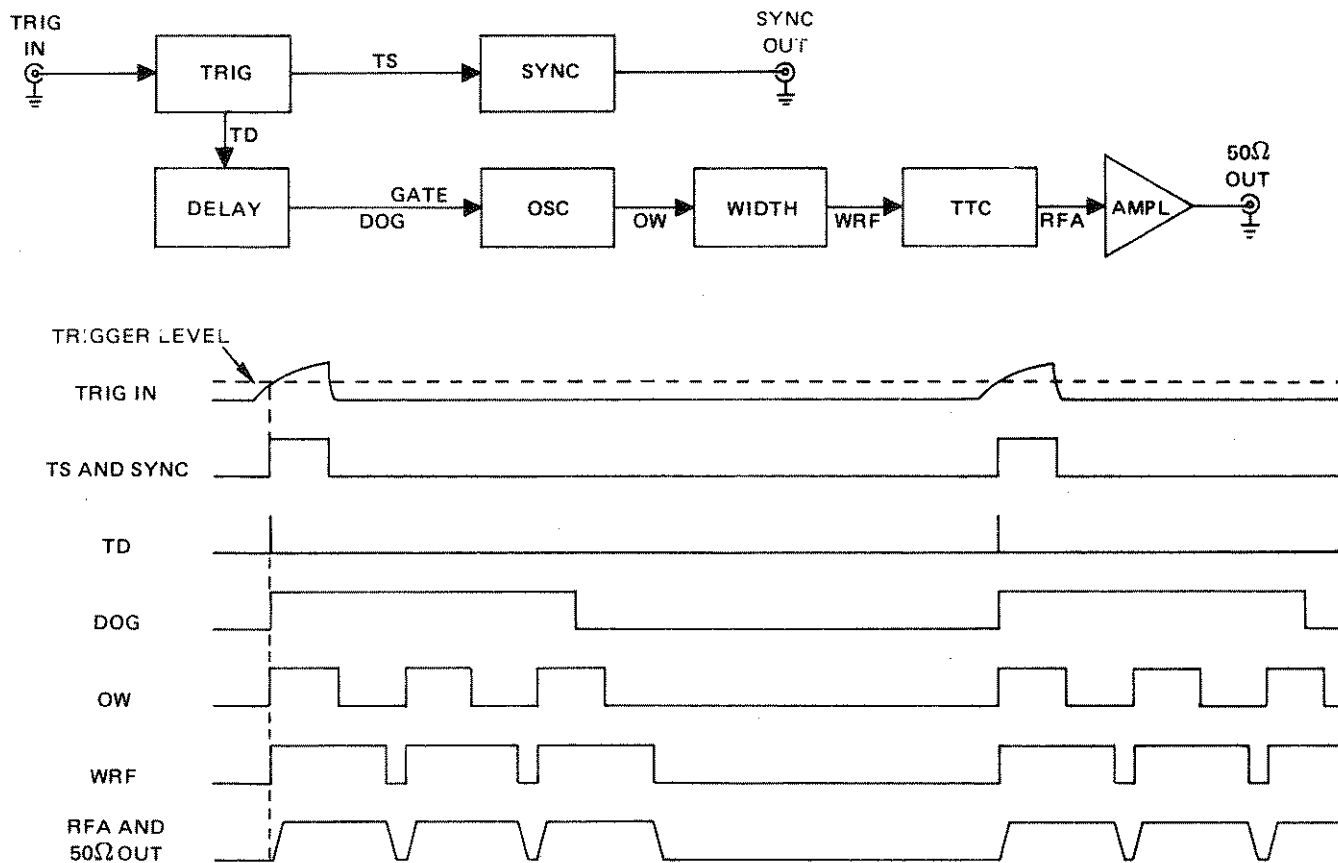 TRIG
IN
TRIG
TS
SYNC
SYNC
OUT
TD
DELAY
GATE
DOG
OSC
OW
WIDTH
WRF
TTC
RFA
AMPL
50Ω
OUT
TRIGGER LEVEL
TRIG IN
TS AND SYNC
TD
DOG
OW
WRF
RFA AND
50Ω OUT